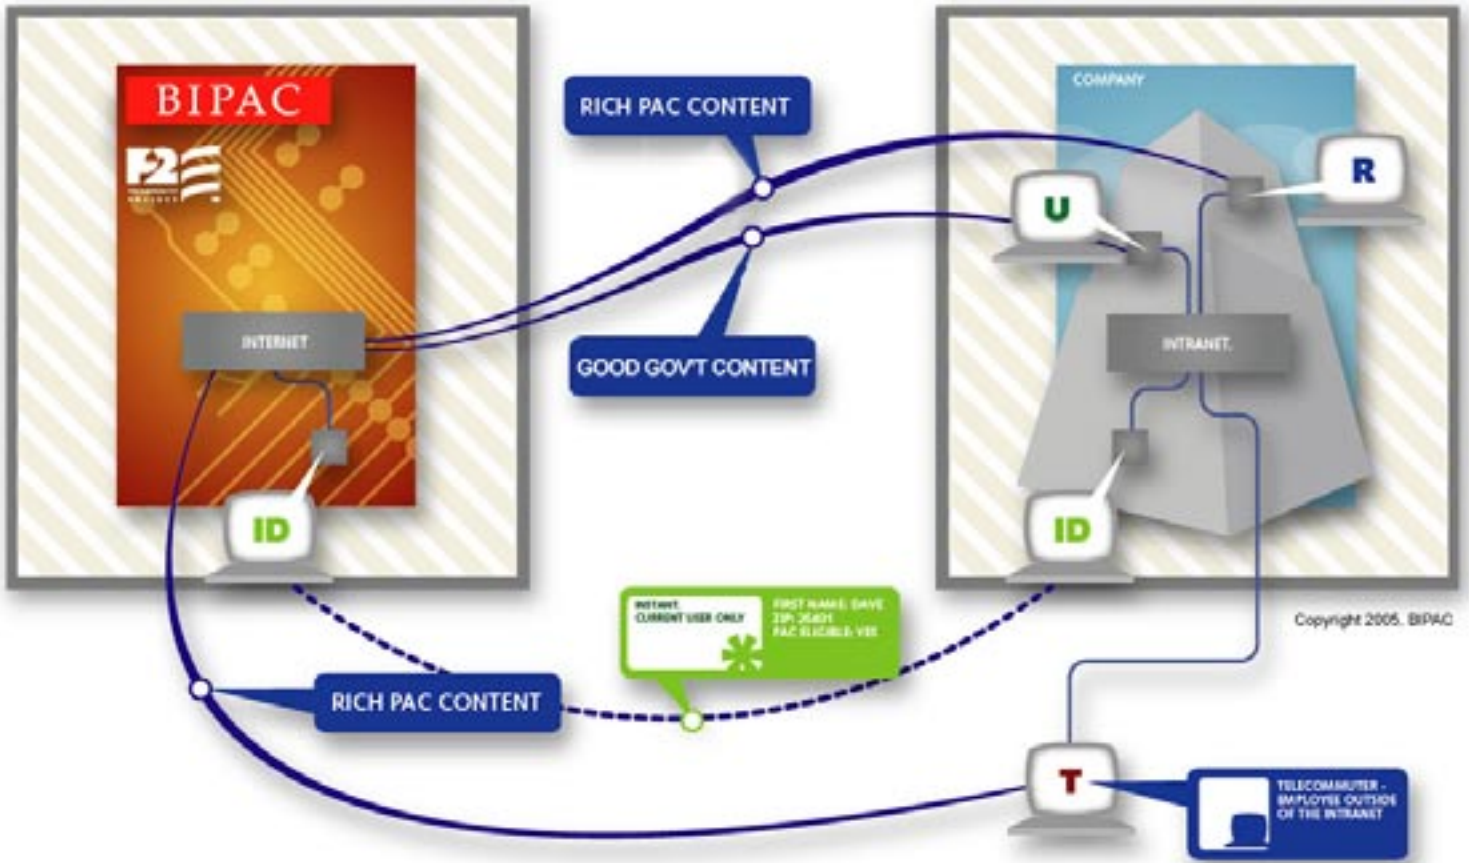 BIPAC
P2
COMPANY
RICH PAC CONTENT
R
U
GOOD GOV'T CONTENT
INTERNET
INTRANET.
ID
ID
INSTANT.
CURRENT USER ONLY
FIRST NAME: DAVE
PAC ELIGIBLE: YES
Copyright 2005. BIPAC
RICH PAC CONTENT
T
TELECOMMUTER -
EMPLOYEE OUTSIDE
OF THE INTRANET